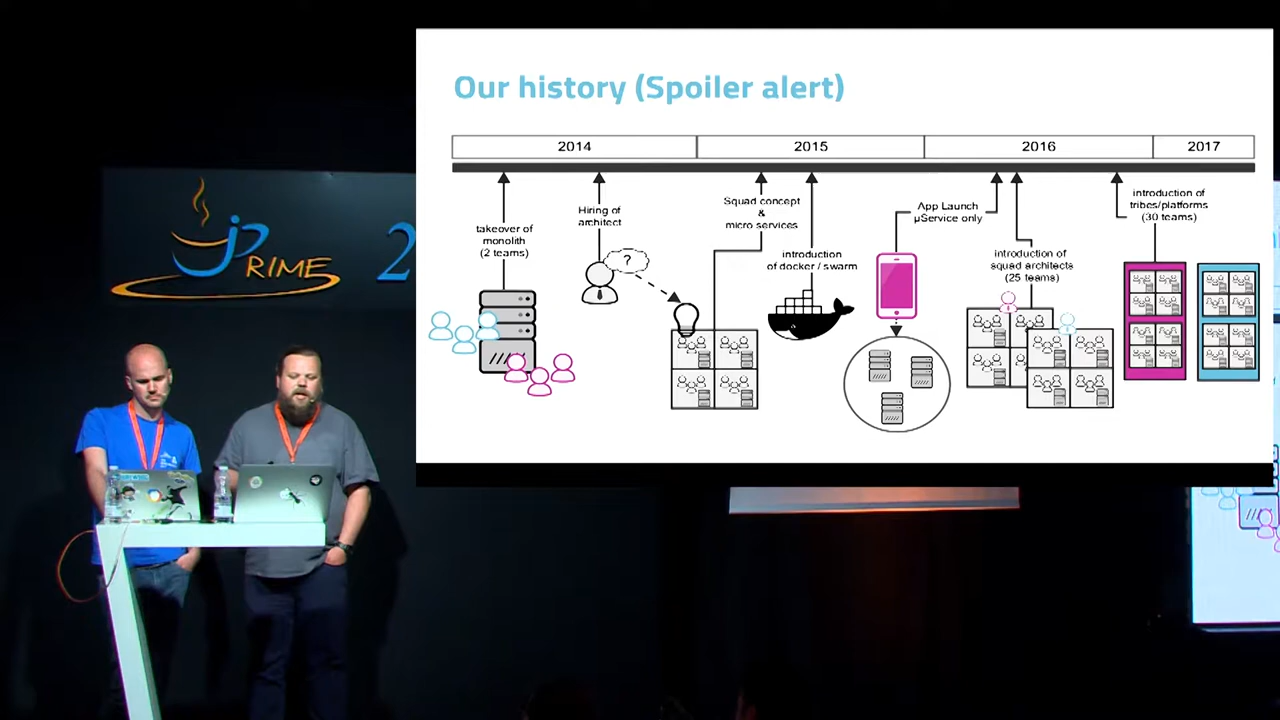 Our history (Spoiler alert)
2014
2015
2016
2017
takeover of
monolith
(2 teams)
Hiring of
architect
?
Squad concept
&
micro services
introduction
of docker / swarm
App Launch
µService only
introduction of
squad architects
(25 teams)
introduction of
tribes/platforms
(30 teams)
jPRIME 2